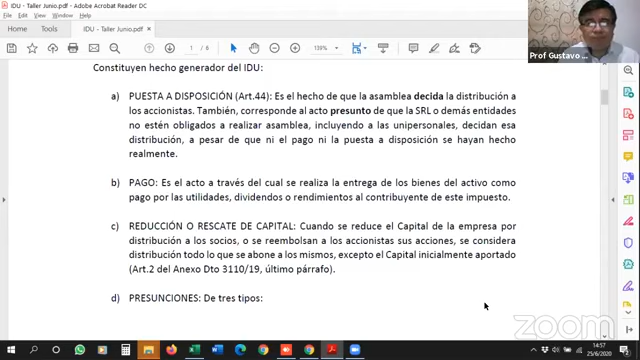 IDU - Taller Junio.pdf - Adobe Acrobat Reader DC
File Edit View Window Help
Home Tools IDU - Taller Junio.pdf ×
1 / 6 139%
Constituyen hecho generador del IDU:
a) PUESTA A DISPOSICIÓN (Art.44): Es el hecho de que la asamblea decida la distribución a
los accionistas. También, corresponde al acto presunto de que la SRL o demás entidades
no estén obligados a realizar asamblea, incluyendo a las unipersonales, decidan esa
distribución, a pesar de que ni el pago ni la puesta a disposición se hayan hecho
realmente.
b) PAGO: Es el acto a través del cual se realiza la entrega de los bienes del activo como
pago por las utilidades, dividendos o rendimientos al contribuyente de este impuesto.
c) REDUCCIÓN O RESCATE DE CAPITAL: Cuando se reduce el Capital de la empresa por
distribución a los socios, o se reembolsan a los accionistas sus acciones, se considera
distribución todo lo que se abone a los mismos, excepto el Capital inicialmente aportado
(Art.2 del Anexo Dto 3110/19, último párrafo).
d) PRESUNCIONES: De tres tipos:
Prof Gustavo ...
zoom
14:57
25/6/2020